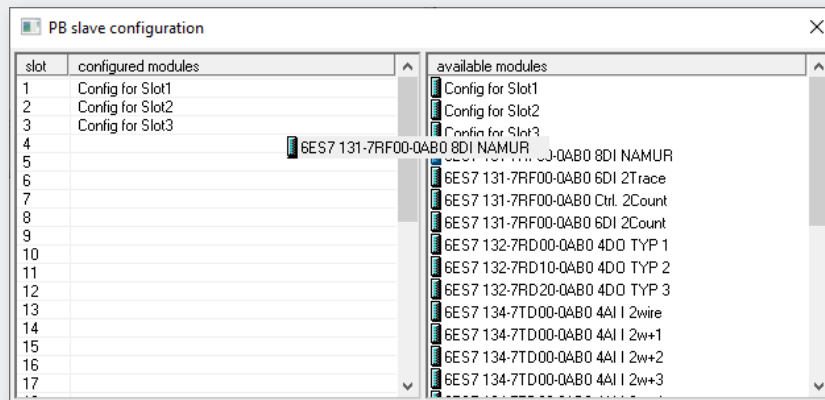 PB slave configuration
slot configured modules
1 Config for Slot1
2 Config for Slot2
3 Config for Slot3
4
5
6
7
8
9
10
11
12
13
14
15
16
17
6ES7 131-7RF00-0AB0 8DI NAMUR
available modules
Config for Slot1
Config for Slot2
Config for Slot3
6ES7 131-7RF00-0AB0 8DI NAMUR
6ES7 131-7RF00-0AB0 6DI 2Trace
6ES7 131-7RF00-0AB0 Ctrl. 2Count
6ES7 131-7RF00-0AB0 6DI 2Count
6ES7 132-7RD00-0AB0 4DO TYP 1
6ES7 132-7RD10-0AB0 4DO TYP 2
6ES7 132-7RD20-0AB0 4DO TYP 3
6ES7 134-7TD00-0AB0 4AI I 2wire
6ES7 134-7TD00-0AB0 4AI I 2w+1
6ES7 134-7TD00-0AB0 4AI I 2w+2
6ES7 134-7TD00-0AB0 4AI I 2w+3